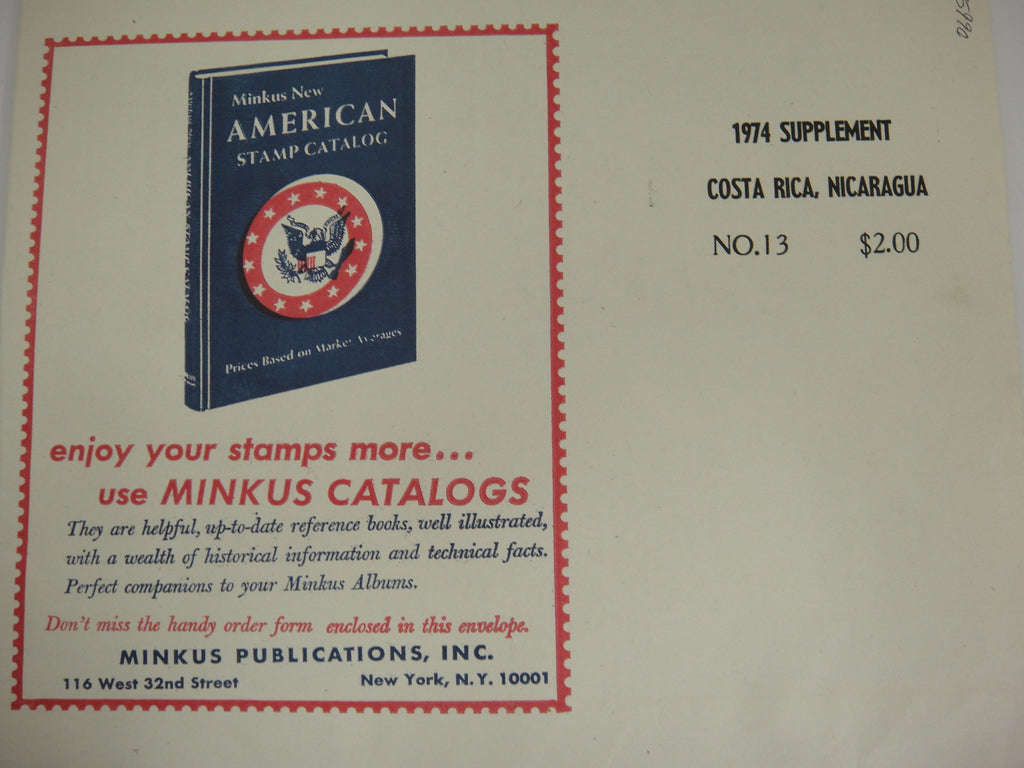 Minkus New
AMERICAN
STAMP CATALOG
Prices Based on Market Averages
enjoy your stamps more...
use MINKUS CATALOGS
They are helpful, up-to-date reference books, well illustrated,
with a wealth of historical information and technical facts.
Perfect companions to your Minkus Albums.
Don't miss the handy order form enclosed in this envelope.
MINKUS PUBLICATIONS, INC.
116 West 32nd Street New York, N.Y. 10001
1974 SUPPLEMENT
COSTA RICA, NICARAGUA
NO.13 $2.00